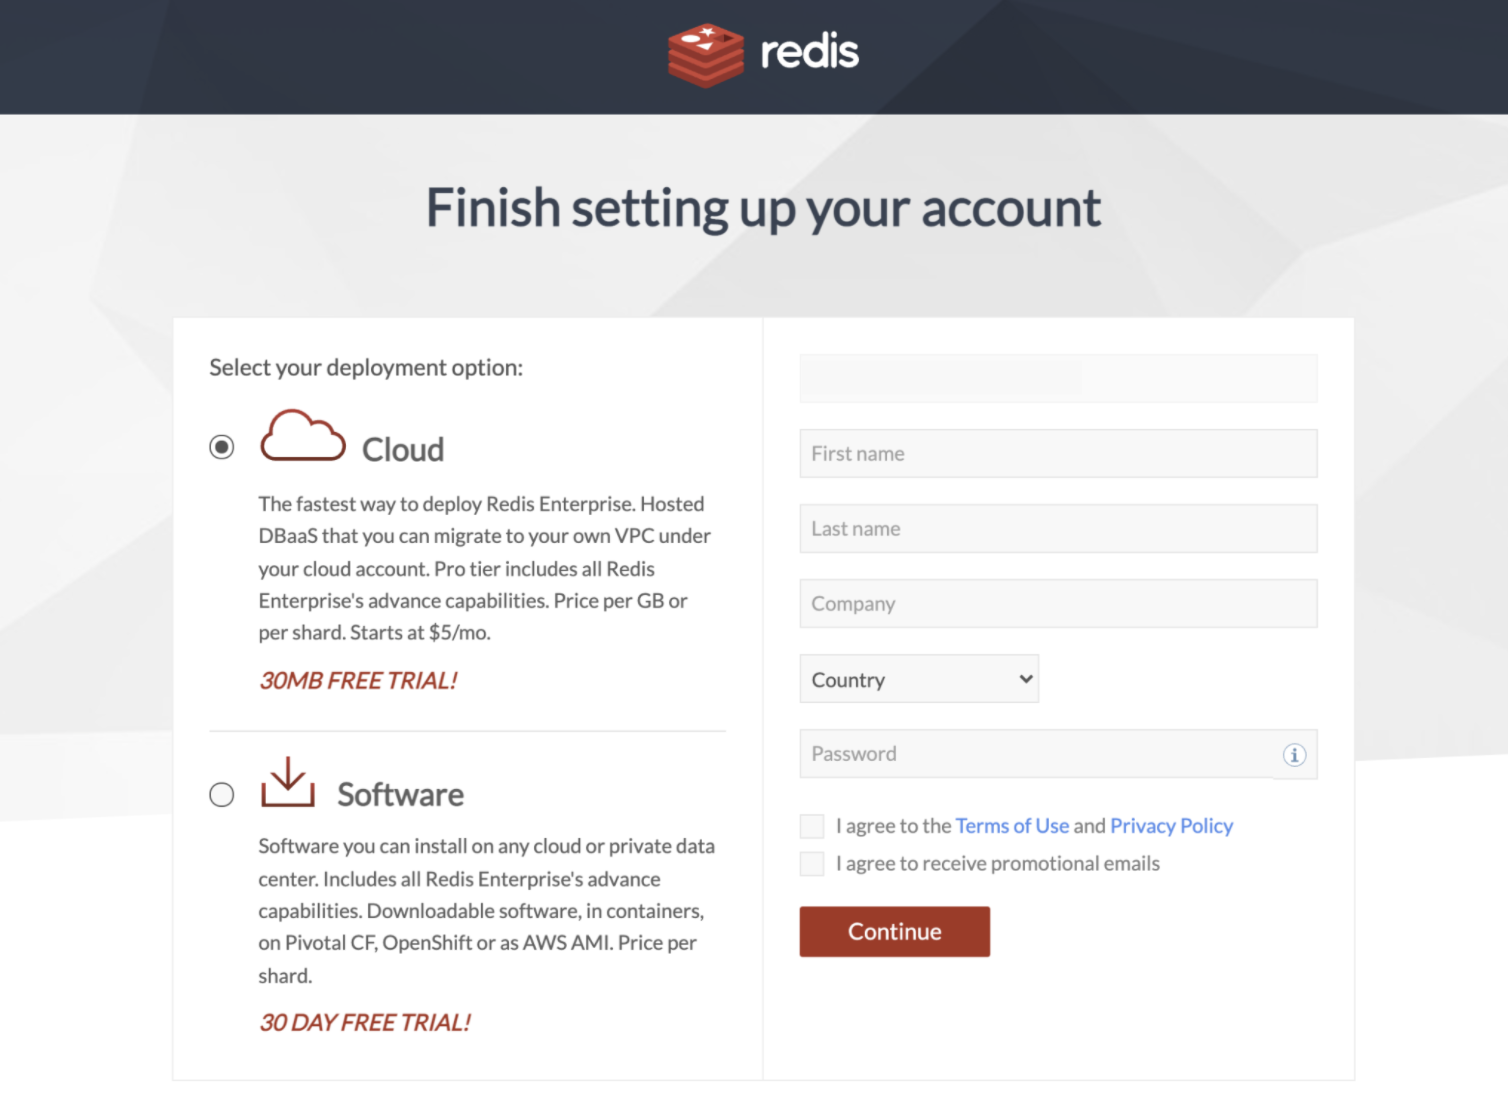 redis
Finish setting up your account
Select your deployment option:
Cloud
The fastest way to deploy Redis Enterprise. Hosted
DBaaS that you can migrate to your own VPC under
your cloud account. Pro tier includes all Redis
Enterprise's advance capabilities. Price per GB or
per shard. Starts at $5/mo.
30MB FREE TRIAL!
Software
Software you can install on any cloud or private data
center. Includes all Redis Enterprise's advance
capabilities. Downloadable software, in containers,
on Pivotal CF, OpenShift or as AWS AMI. Price per
shard.
30 DAY FREE TRIAL!
First name
Last name
Company
Country
Password
I agree to the Terms of Use and Privacy Policy
I agree to receive promotional emails
Continue